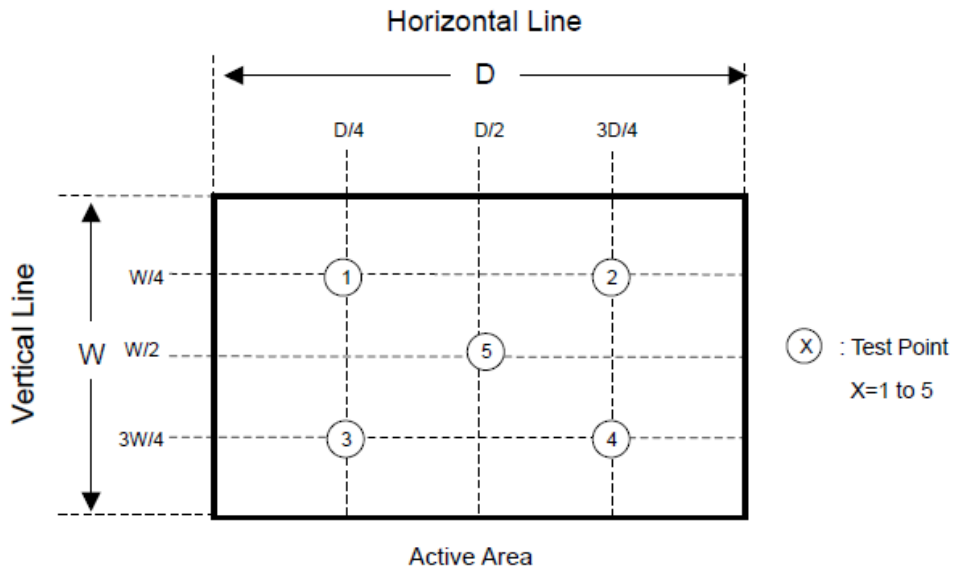 Horizontal Line
D
D/4 D/2 3D/4
W/4
1 2
Vertical Line
W
W/2
5
X : Test Point
X=1 to 5
3W/4
3 4
Active Area